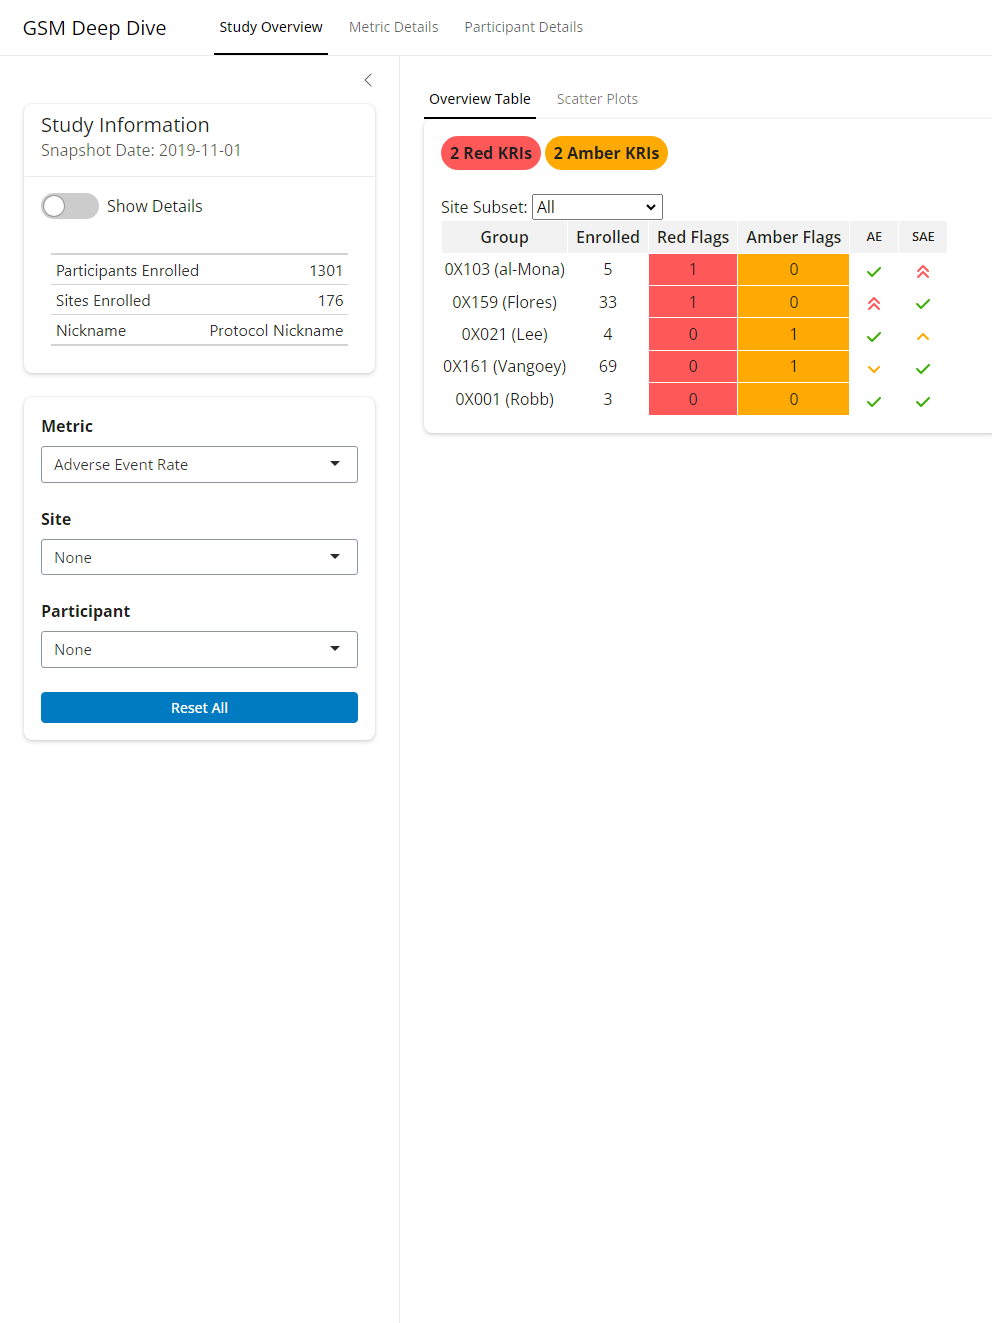 GSM Deep Dive
Study Overview
Metric Details
Participant Details
Study Information
Snapshot Date: 2019-11-01
Show Details
Participants Enrolled 1301
Sites Enrolled 176
Nickname Protocol Nickname
Metric
Adverse Event Rate
Site
None
Participant
None
Reset All
Overview Table
Scatter Plots
2 Red KRIs
2 Amber KRIs
Site Subset: All
Group Enrolled Red Flags Amber Flags AE SAE
0X103 (al-Mona) 5 1 0
0X159 (Flores) 33 1 0
0X021 (Lee) 4 0 1
0X161 (Vangoey) 69 0 1
0X001 (Robb) 3 0 0